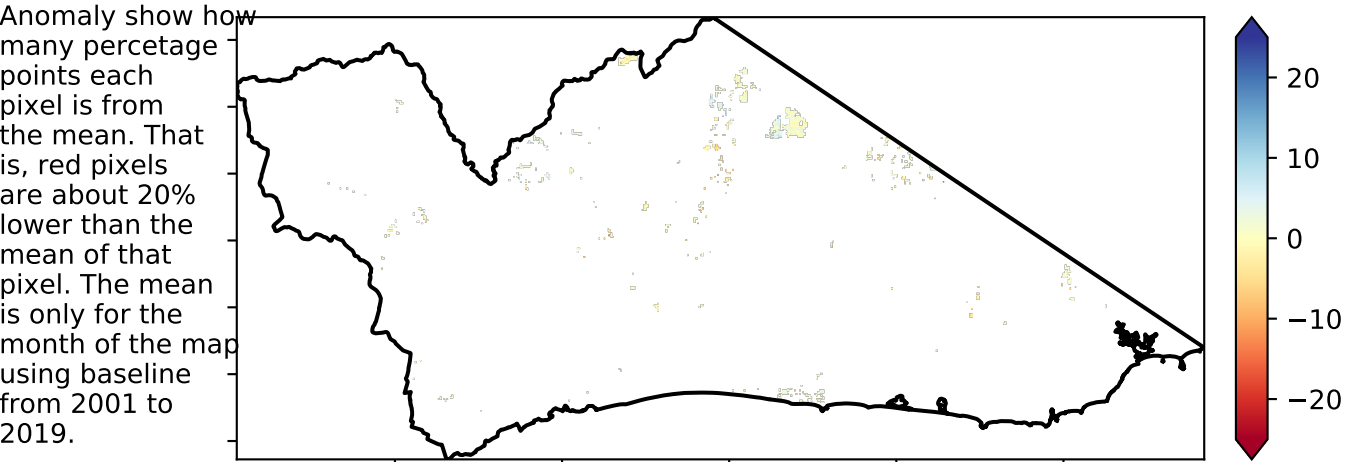 Anomaly show how
many percetage
points each
pixel is from
the mean. That
is, red pixels
are about 20%
lower than the
mean of that
pixel. The mean
is only for the
month of the map
using baseline
from 2001 to
2019.
20
10
0
−10
−20